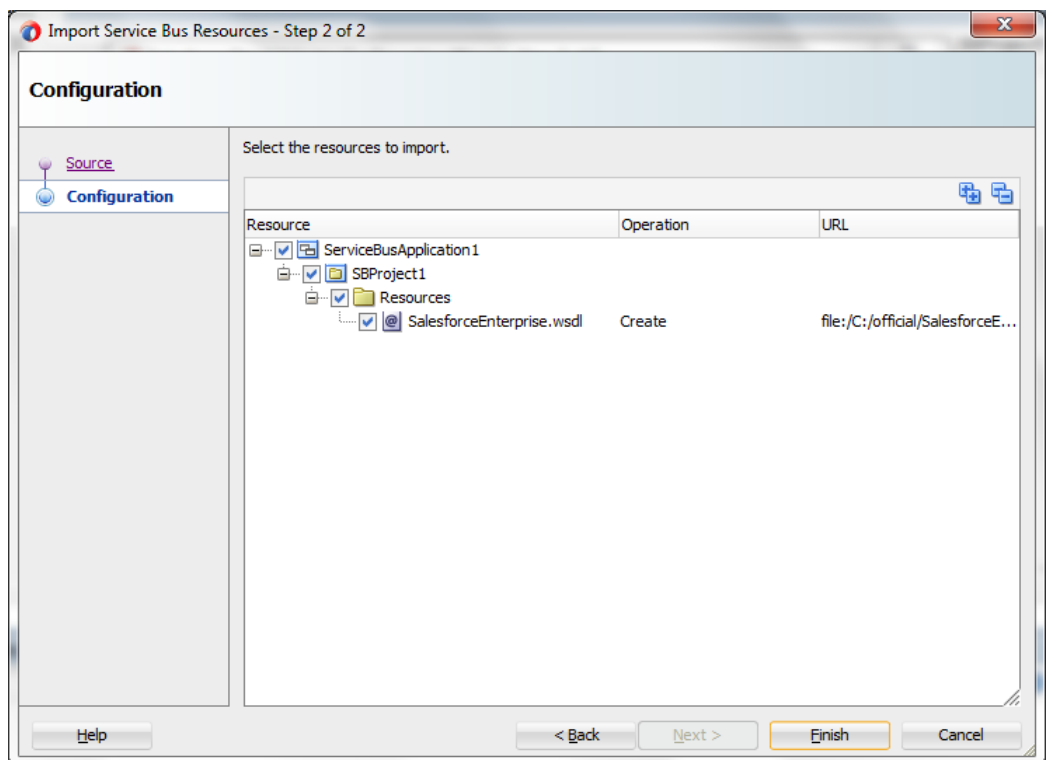 Import Service Bus Resources - Step 2 of 2
Configuration
Source
Configuration
Select the resources to import.
Resource Operation URL
ServiceBusApplication1
SBProject1
Resources
SalesforceEnterprise.wsdl Create file:/C:/official/SalesforceE...
Help < Back Next > Finish Cancel